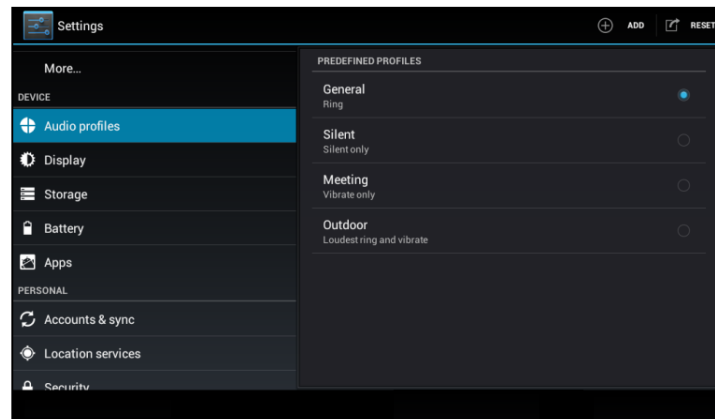 Settings
ADD
RESET
More...
DEVICE
Audio profiles
Display
Storage
Battery
Apps
PERSONAL
Accounts & sync
Location services
Security
PREDEFINED PROFILES
General
Ring
Silent
Silent only
Meeting
Vibrate only
Outdoor
Loudest ring and vibrate